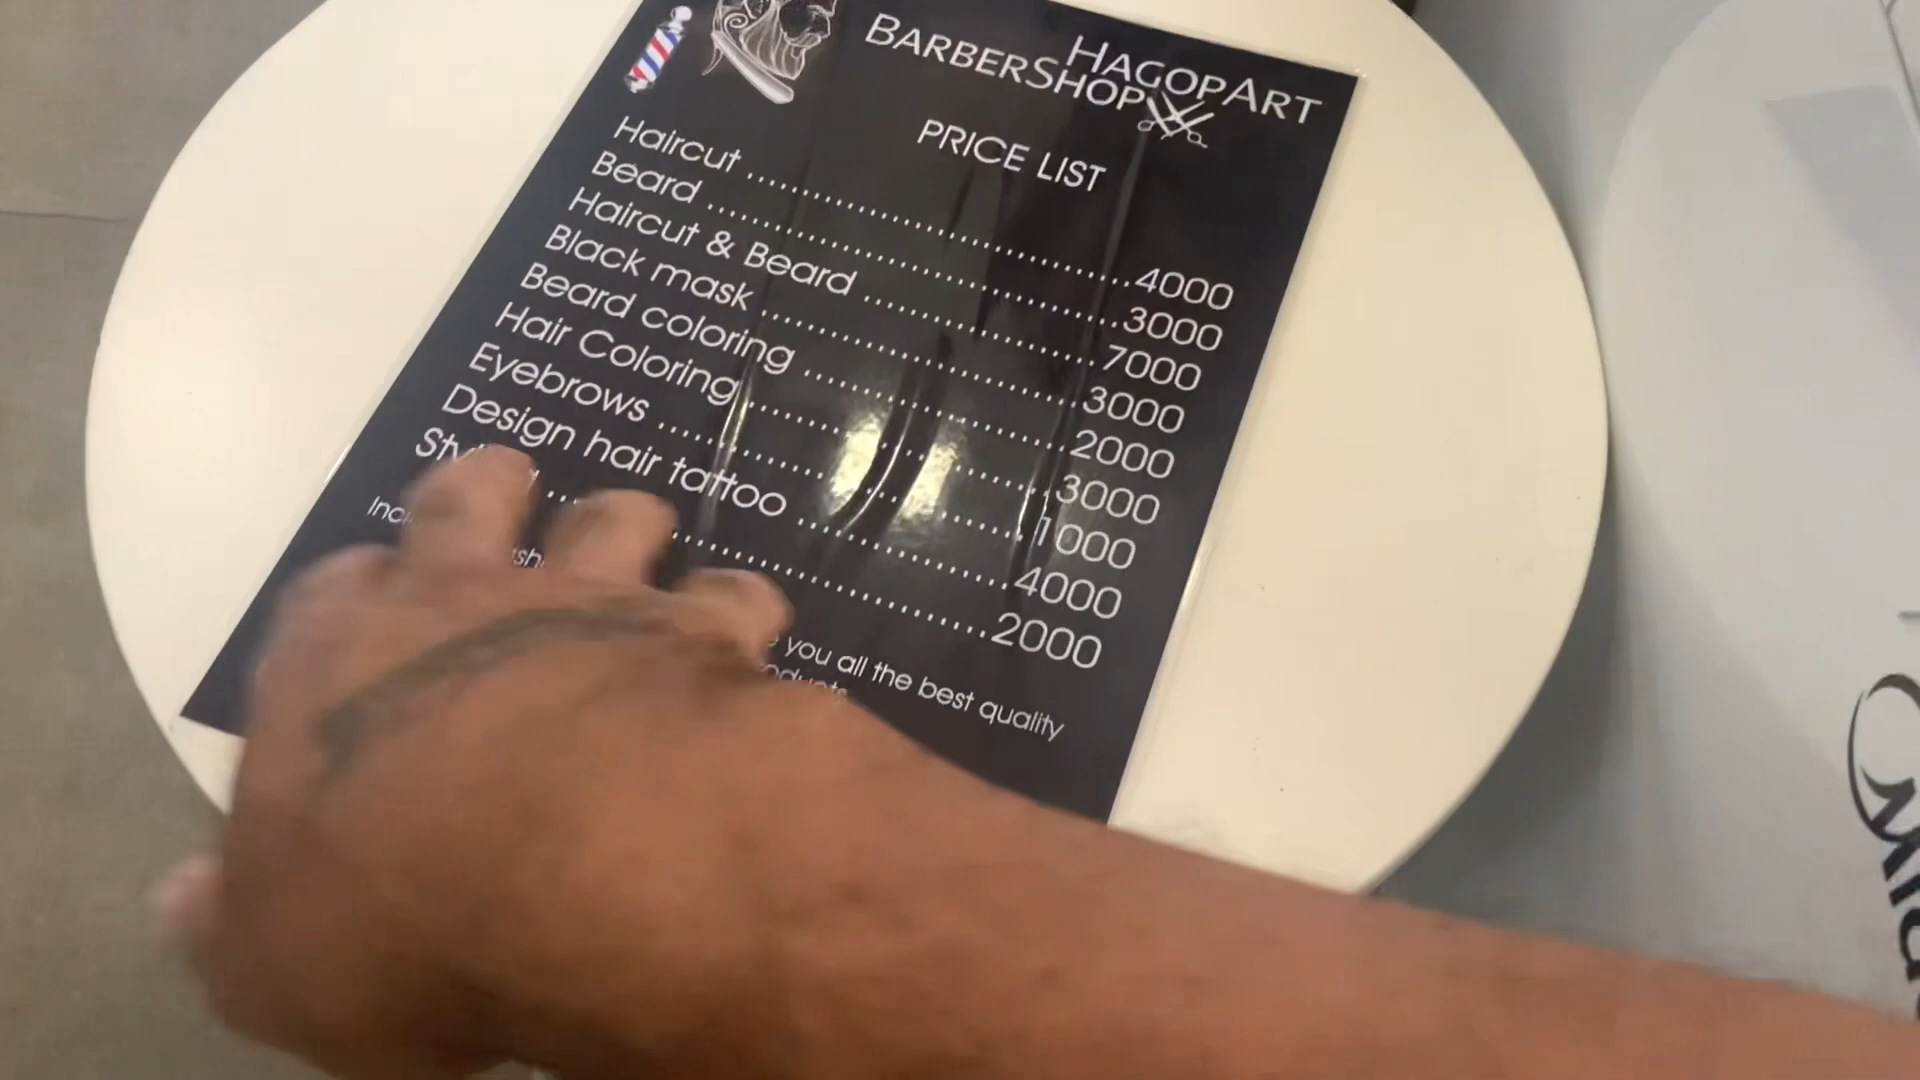 HAGOPART
BARBERSHOP
PRICE LIST
Haircut ........................................ 4000
Beard ........................................... 3000
Haircut & Beard ....................... 7000
Black mask ............................... 3000
Beard coloring ......................... 2000
Hair Coloring ............................ 3000
Eyebrows .................................. 1000
Design hair tattoo .................... 4000
.................................. 2000
you all the best quality